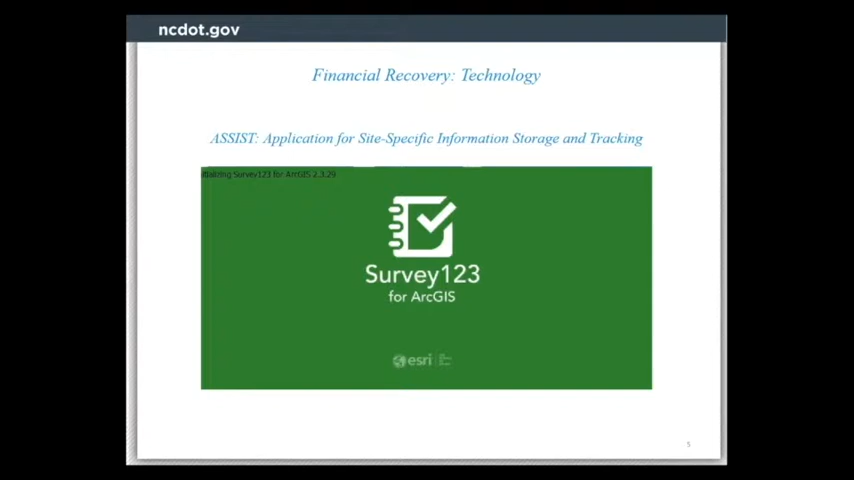 ncdot.gov
Financial Recovery: Technology
ASSIST: Application for Site-Specific Information Storage and Tracking
Survey123 for ArcGIS 2.3.29
Survey123
for ArcGIS
esri
5